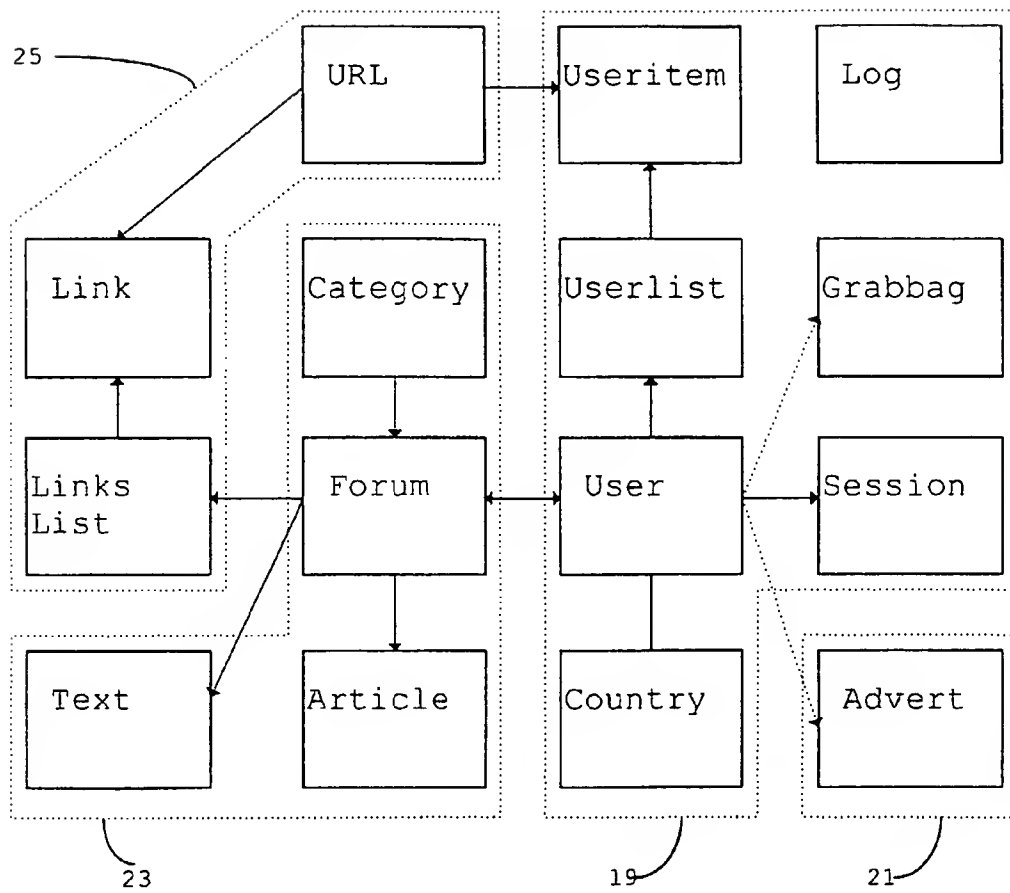 25
URL
Useritem
Log
Link
Category
Userlist
Grabbag
Links
List
Forum
User
Session
Text
Article
Country
Advert
23
19
21